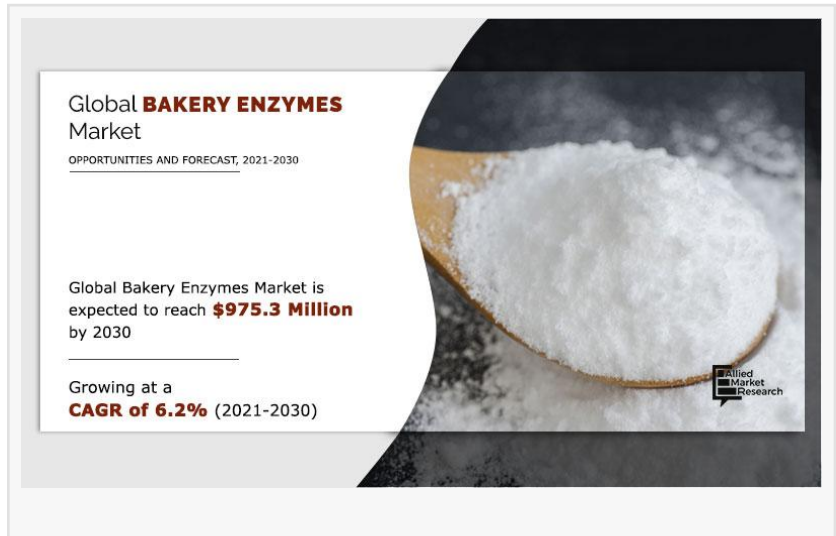 Global BAKERY ENZYMES
Market
OPPORTUNITIES AND FORECAST, 2021-2030
Global Bakery Enzymes Market is
expected to reach $975.3 Million
by 2030
Growing at a
CAGR of 6.2% (2021-2030)
Allied
Market
Research